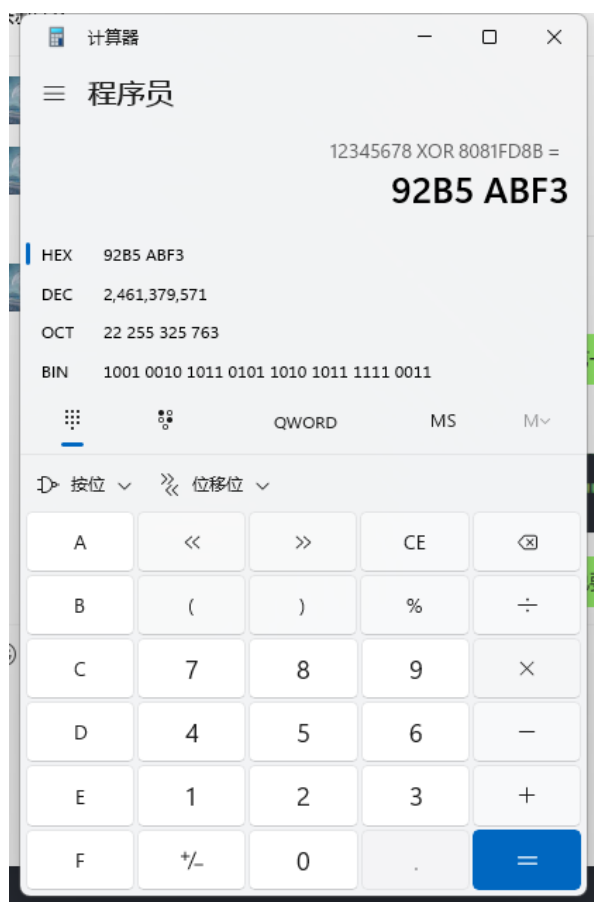 计算器
程序员
12345678 XOR 8081FD8B =
92B5 ABF3
HEX 92B5 ABF3
DEC 2,461,379,571
OCT 22 255 325 763
BIN 1001 0010 1011 0101 1010 1011 1111 0011
QWORD MS M
按位 位移位
A << >> CE
B ( ) % ÷
C 7 8 9 ×
D 4 5 6 −
E 1 2 3 +
F +/− 0 . =